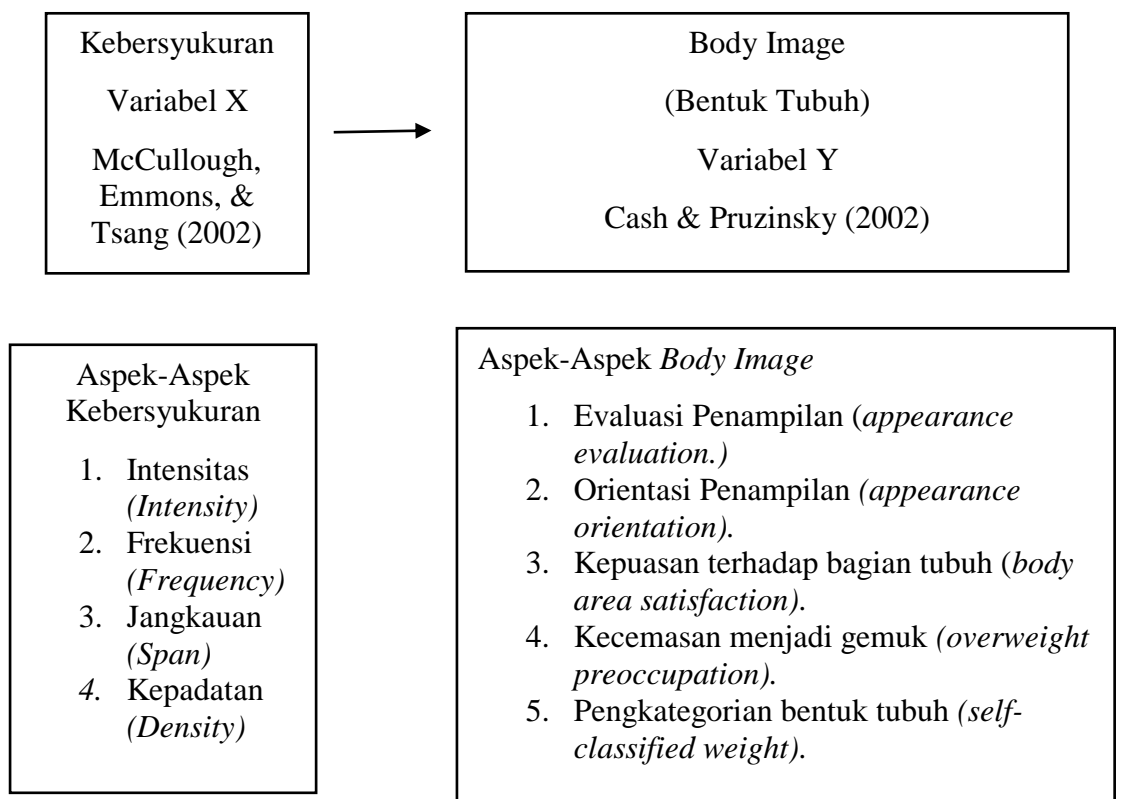 Kebersyukuran
Variabel X
McCullough,
Emmons, &
Tsang (2002)
Body Image
(Bentuk Tubuh)
Variabel Y
Cash & Pruzinsky (2002)
Aspek-Aspek
Kebersyukuran
1. Intensitas
(Intensity)
2. Frekuensi
(Frequency)
3. Jangkauan
(Span)
4. Kepadatan
(Density)
Aspek-Aspek Body Image
1. Evaluasi Penampilan (appearance
evaluation.)
2. Orientasi Penampilan (appearance
orientation).
3. Kepuasan terhadap bagian tubuh (body
area satisfaction).
4. Kecemasan menjadi gemuk (overweight
preoccupation).
5. Pengkategorian bentuk tubuh (self-
classified weight).